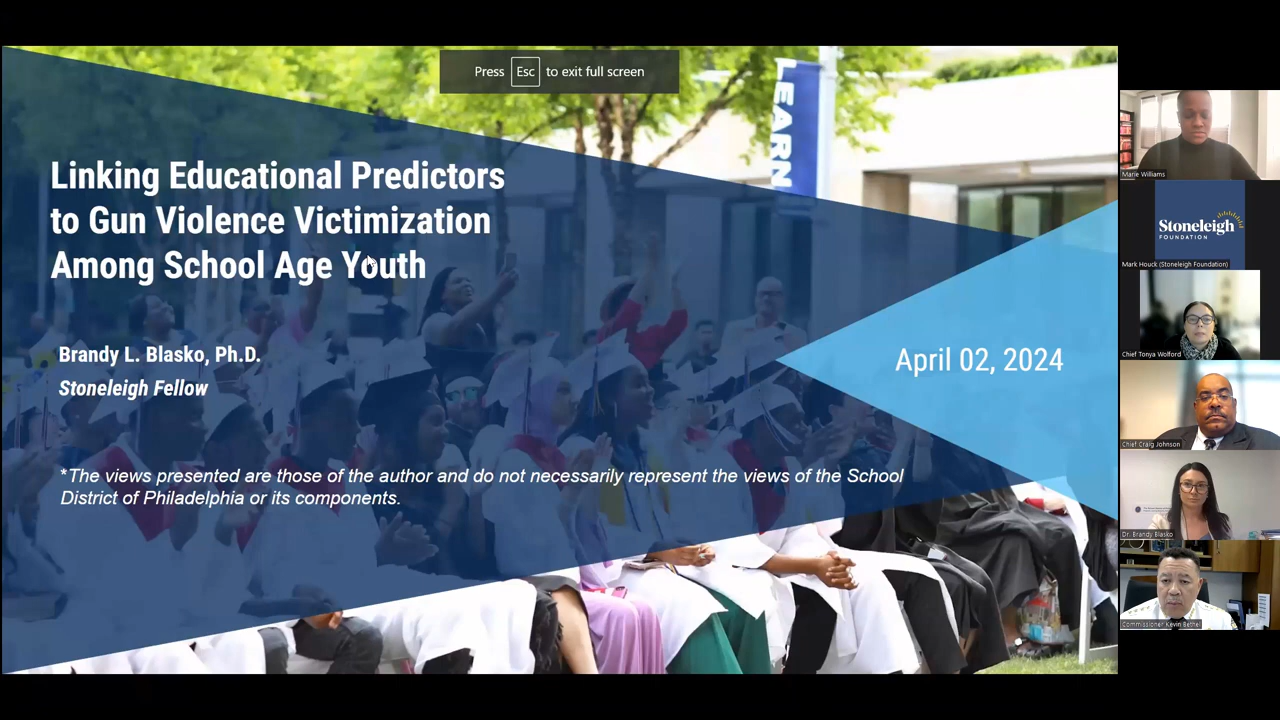 Press Esc to exit full screen
LEARN
Linking Educational Predictors
to Gun Violence Victimization
Among School Age Youth
Brandy L. Blasko, Ph.D.
Stoneleigh Fellow
April 02, 2024
*The views presented are those of the author and do not necessarily represent the views of the School
District of Philadelphia or its components.
Marie Williams
Stoneleigh
FOUNDATION
Mark Houck (Stoneleigh Foundation)
Chief Tonya Wolford
Chief Craig Johnson
Dr. Brandy Blasko
Commissioner Kevin Bethel